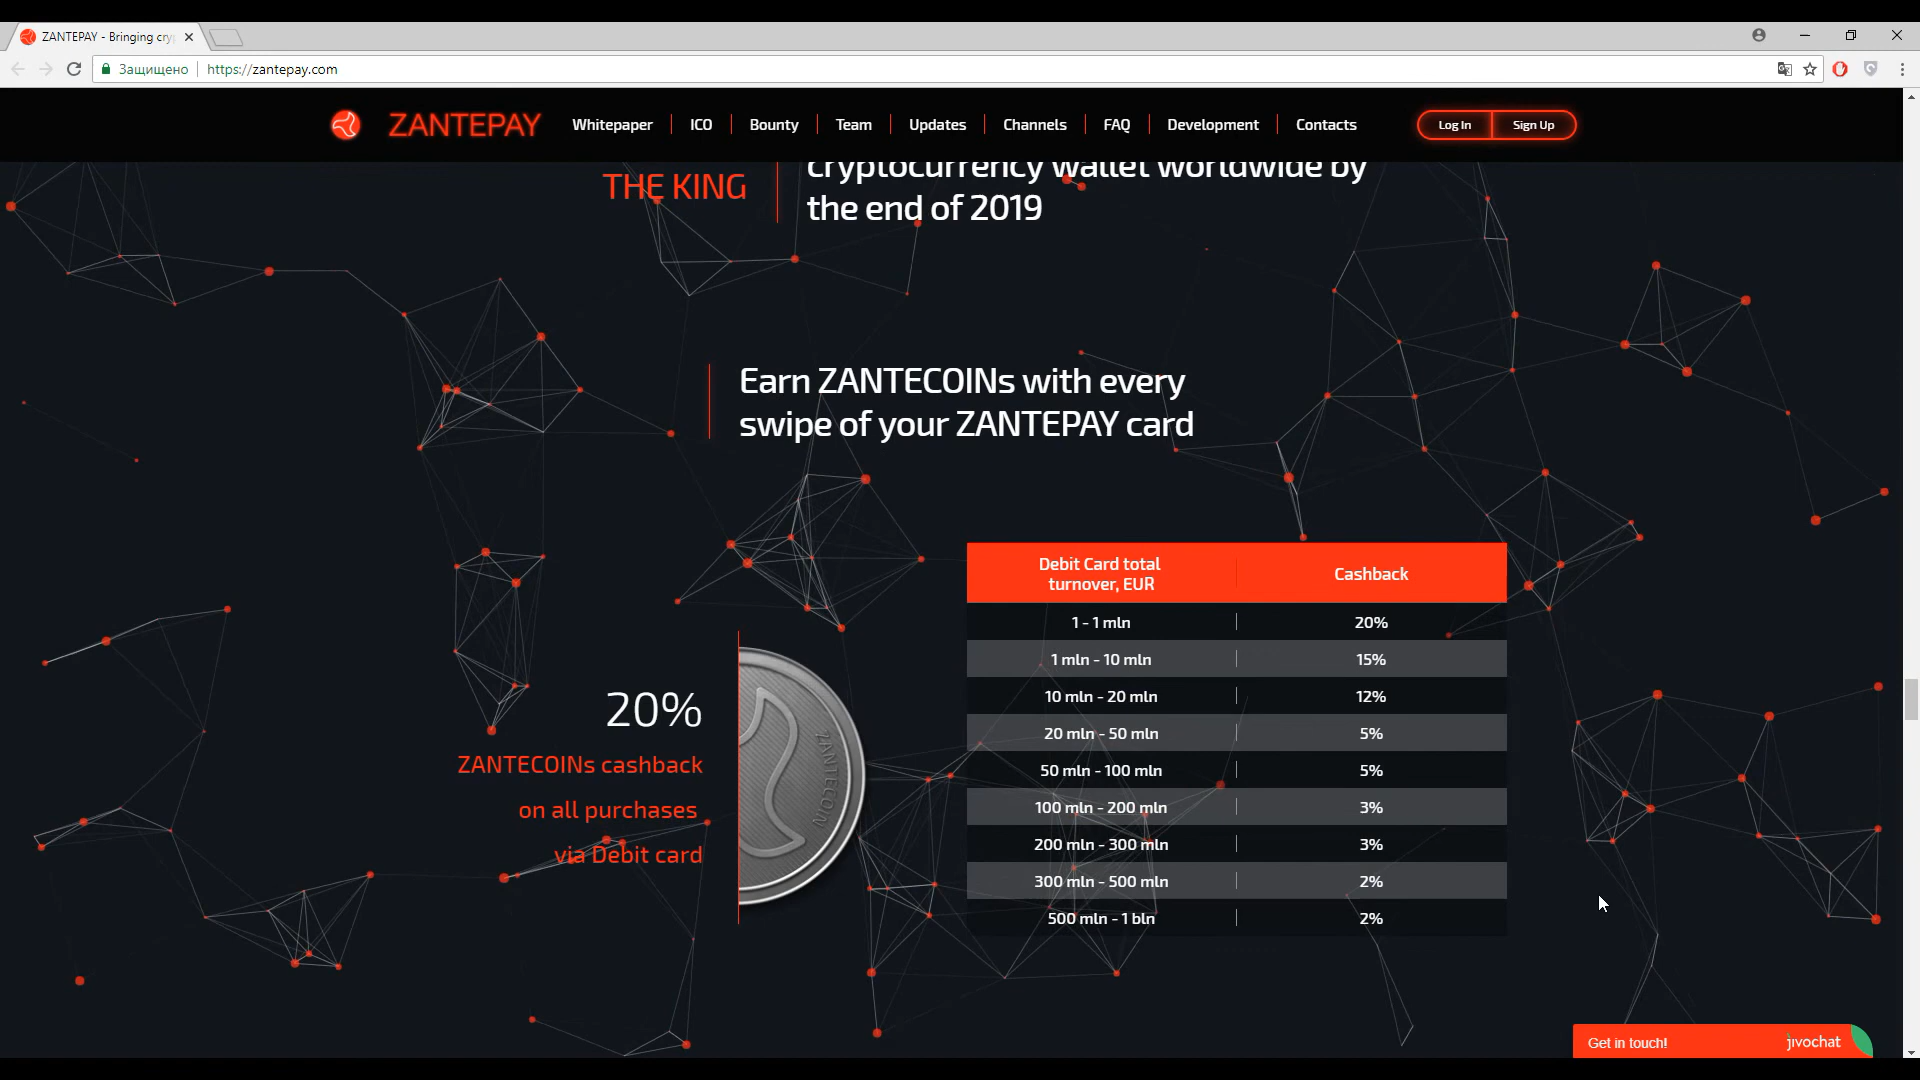 ZANTEPAY - Bringing cry
Защищено https://zantepay.com
ZANTEPAY Whitepaper ICO Bounty Team Updates Channels FAQ Development Contacts Log In Sign Up
THE KING
cryptocurrency wallet worldwide by
the end of 2019
Earn ZANTECOINs with every
swipe of your ZANTEPAY card
20%
ZANTECOINs cashback
on all purchases
via Debit card
ZANTECOIN
Debit Card total
turnover, EUR
Cashback
1 - 1 mln 20%
1 mln - 10 mln 15%
10 mln - 20 mln 12%
20 mln - 50 mln 5%
50 mln - 100 mln 5%
100 mln - 200 mln 3%
200 mln - 300 mln 3%
300 mln - 500 mln 2%
500 mln - 1 bln 2%
Get in touch! jivochat